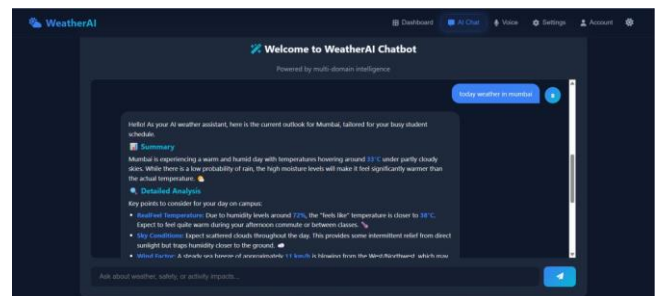 WeatherAI
Dashboard AI Chat Voice Settings Account
Welcome to WeatherAI Chatbot
Powered by multi-domain intelligence
today weather in mumbai
Hello! As your AI weather assistant, here is the current outlook for Mumbai, tailored for your busy student
schedule.
Summary
Mumbai is experiencing a warm and humid day with temperatures hovering around 33°C under partly cloudy
skies. While there is a low probability of rain, the high moisture levels will make it feel significantly warmer than
the actual temperature.
Detailed Analysis
Key points to consider for your day on campus:
• RealFeel Temperature: Due to humidity levels around 72%, the "feels like" temperature is closer to 38°C.
Expect to feel quite warm during your afternoon commute or between classes.
• Sky Conditions: Expect scattered clouds throughout the day. This provides some intermittent relief from direct
sunlight but traps humidity closer to the ground.
• Wind Factor: A steady sea breeze of approximately 11 km/h is blowing from the West/Northwest, which may
Ask about weather, safety, or activity impacts...